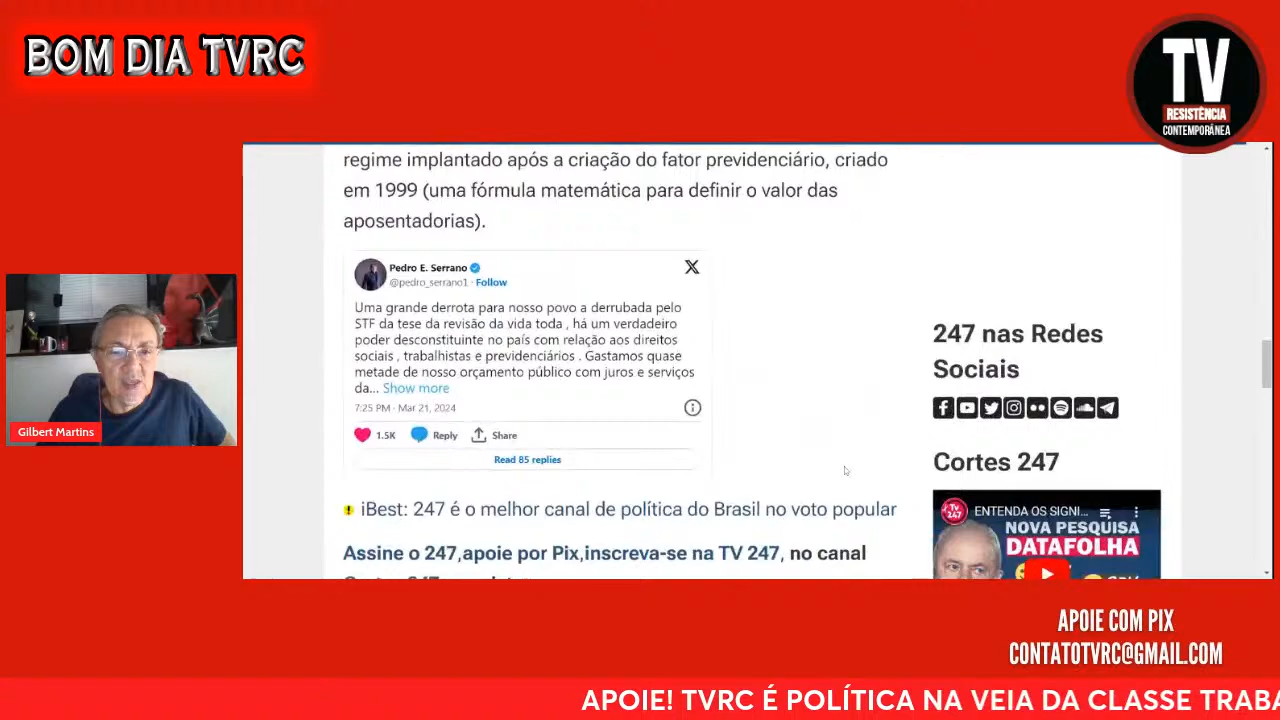 BOM DIA TVRC
TV
RESISTÊNCIA
CONTEMPORÂNEA
regime implantado após a criação do fator previdenciário, criado
em 1999 (uma fórmula matemática para definir o valor das
aposentadorias).
Pedro E. Serrano
@pedro_serrano1 · Follow
X
Uma grande derrota para nosso povo a derrubada pelo
STF da tese da revisão da vida toda , há um verdadeiro
poder desconstituinte no país com relação aos direitos
sociais , trabalhistas e previdenciários . Gastamos quase
metade de nosso orçamento público com juros e serviços
da... Show more
7:25 PM · Mar 21, 2024
1.5K Reply Share
Read 85 replies
iBest: 247 é o melhor canal de política do Brasil no voto popular
Assine o 247,apoie por Pix,inscreva-se na TV 247, no canal
247 nas Redes
Sociais
Cortes 247
TV 247
ENTENDA OS SIGNI...
NOVA PESQUISA
DATAFOLHA
Gilbert Martins
APOIE COM PIX
CONTATOTVRC@GMAIL.COM
APOIE! TVRC É POLÍTICA NA VEIA DA CLASSE TRABA